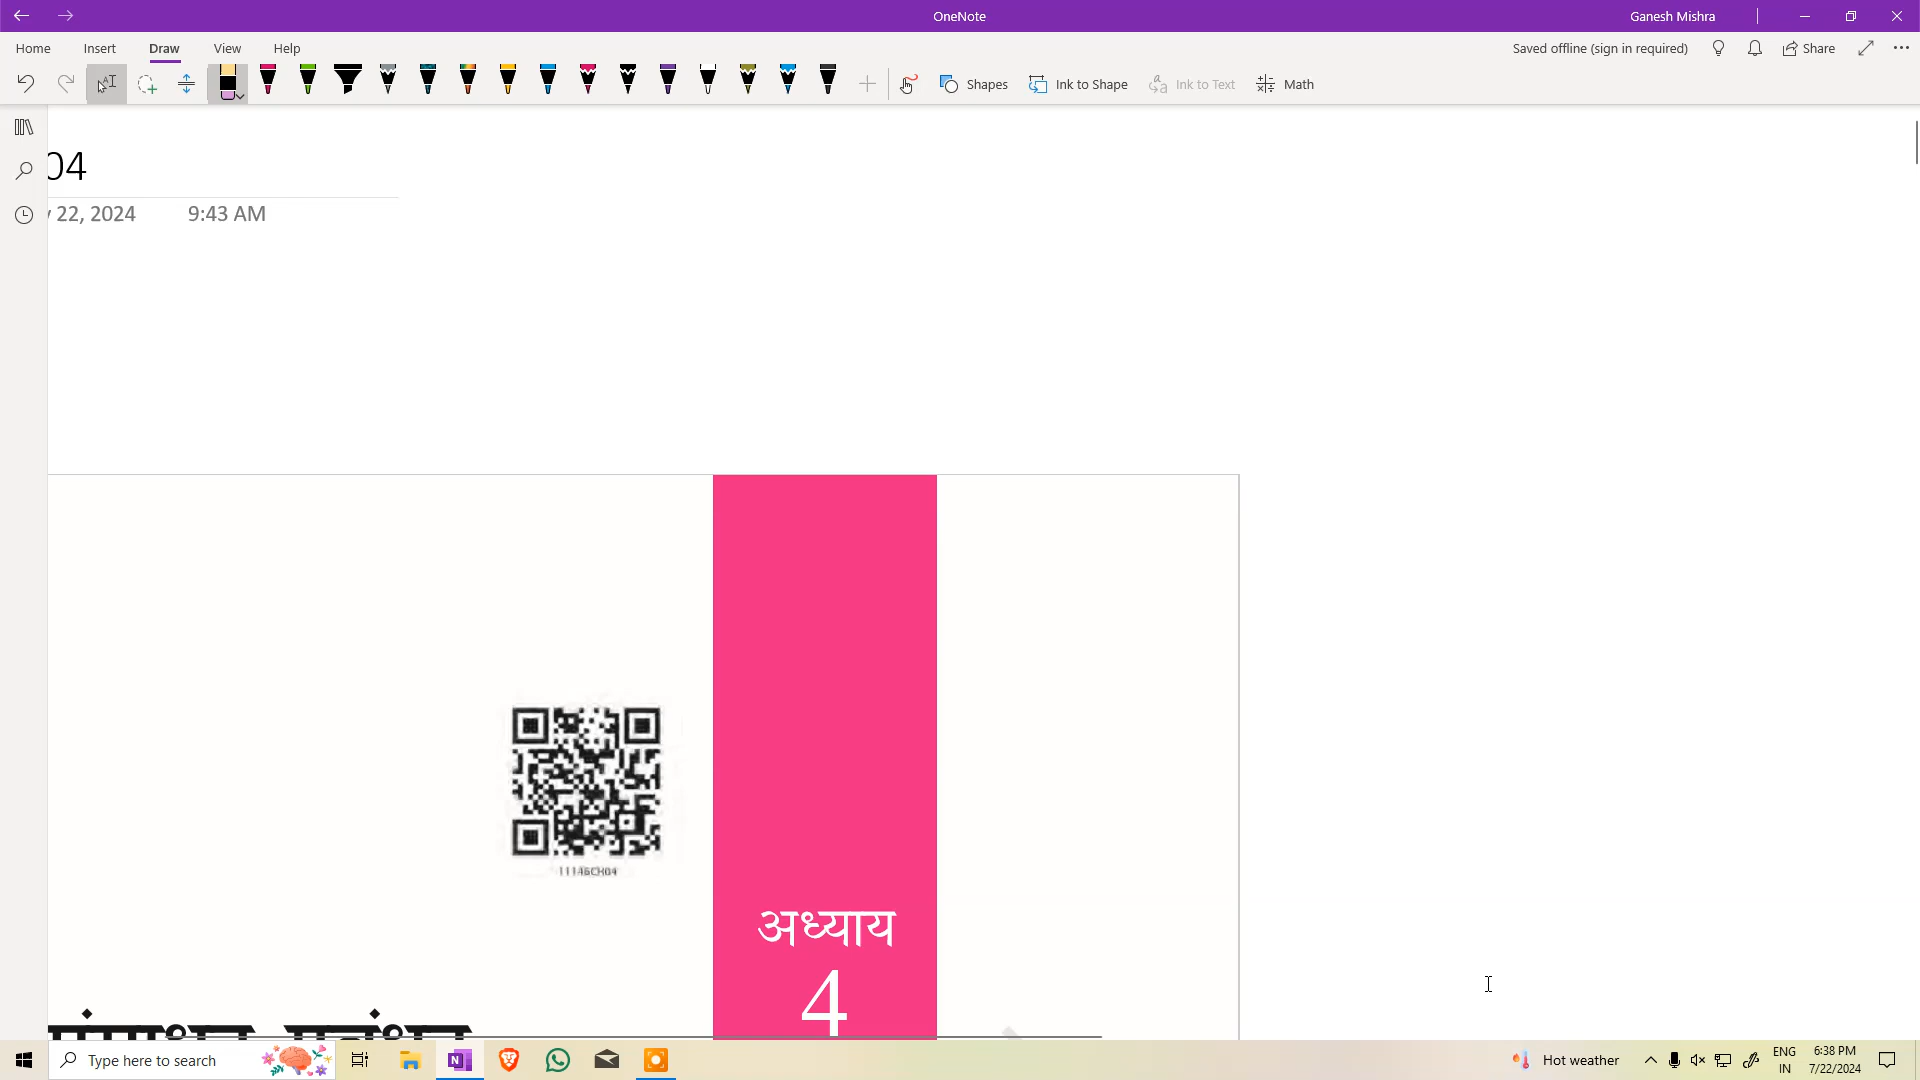 OneNote
Ganesh Mishra
Home Insert Draw View Help
Saved offline (sign in required) Share
Shapes Ink to Shape Ink to Text Math
04
22, 2024 9:43 AM
11146CH04
अध्याय
4
Type here to search
Hot weather
ENG
IN
6:38 PM
7/22/2024